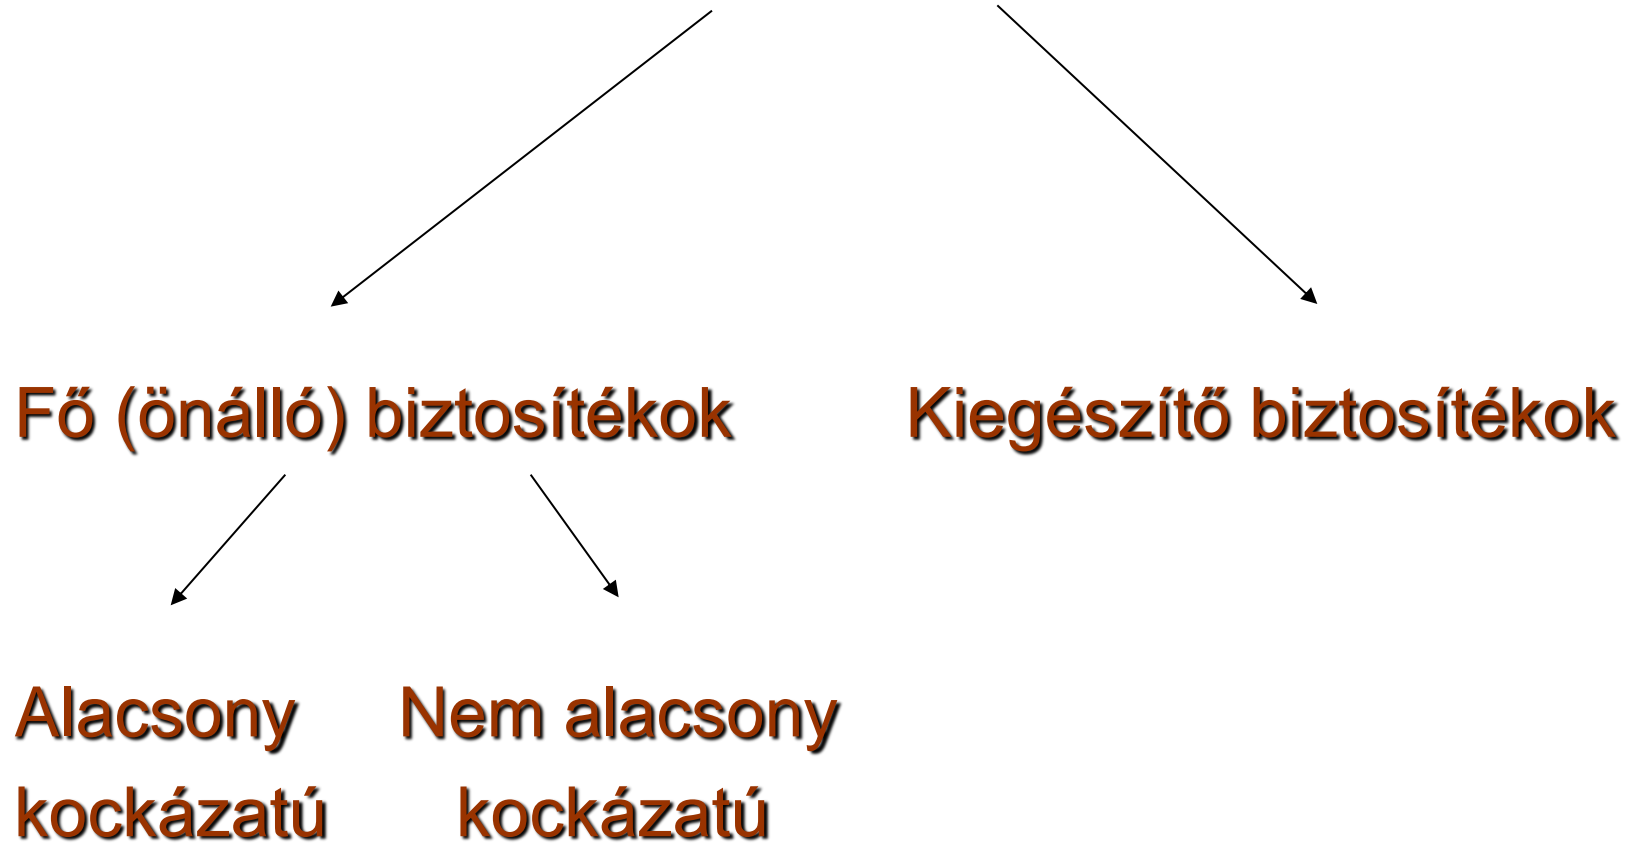 Fő (önálló) biztosítékok Kiegészítő biztosítékok
Alacsony Nem alacsony
kockázatú kockázatú